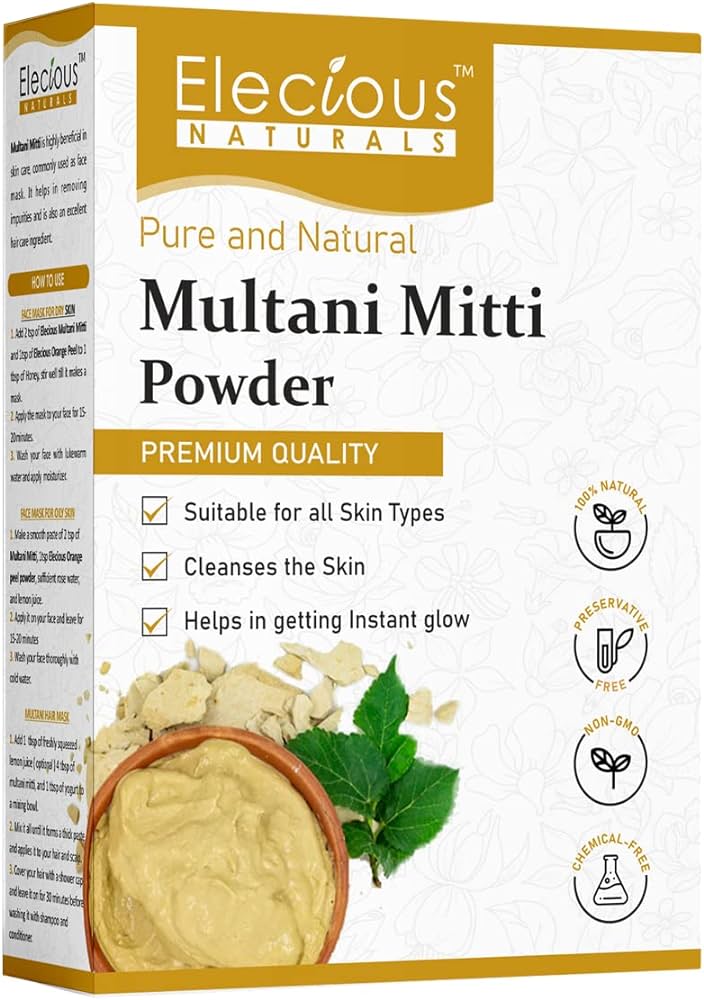 Elecious™
NATURALS
Multani Mitti is highly beneficial in
skin care, commonly used as face
mask. It helps in removing
impurities and is also an excellent
hair care ingredient.
HOW TO USE
FACE MASK FOR DRY SKIN
1. Add 2 tsp of Elecious Multani Mitti
and 1tsp of Elecious Orange Peel to 1
tbsp of Honey, stir well till it makes a
mask.
2. Apply the mask to your face for 15-
20minutes.
3. Wash your face with lukewarm
water and apply moisturizer.
FACE MASK FOR OILY SKIN
1. Make a smooth paste of 2 tsp of
Multani Mitti, 1tsp Elecious Orange
peel powder, sufficient rose water,
and lemon juice.
2. Apply it on your face and leave for
15-20 minutes
3. Wash your face thoroughly with
cold water.
MULTANI HAIR MASK
1. Add 1 tbsp of freshly squeezed
lemon juice ( optional ) 4 tbsp of
multani mitti, and 1 tbsp of yogurt to
a mixing bowl.
2. Mix it all until it forms a thick paste
and applies it to your hair and scalp.
3. Cover your hair with a shower cap
and leave it on for 30 minutes before
washing it with shampoo and
conditioner.
Elecious™
NATURALS
Pure and Natural
Multani Mitti
Powder
PREMIUM QUALITY
Suitable for all Skin Types
Cleanses the Skin
Helps in getting Instant glow
100% NATURAL
PRESERVATIVE
FREE
NON-GMO
CHEMICAL-FREE